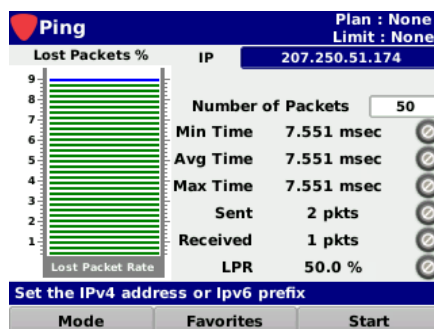 Ping
Plan : None
Limit : None
Lost Packets %
IP
207.250.51.174
9
8
7
6
5
4
3
2
1
Lost Packet Rate
Number of Packets 50
Min Time 7.551 msec
Avg Time 7.551 msec
Max Time 7.551 msec
Sent 2 pkts
Received 1 pkts
LPR 50.0 %
Set the IPv4 address or Ipv6 prefix
Mode Favorites Start